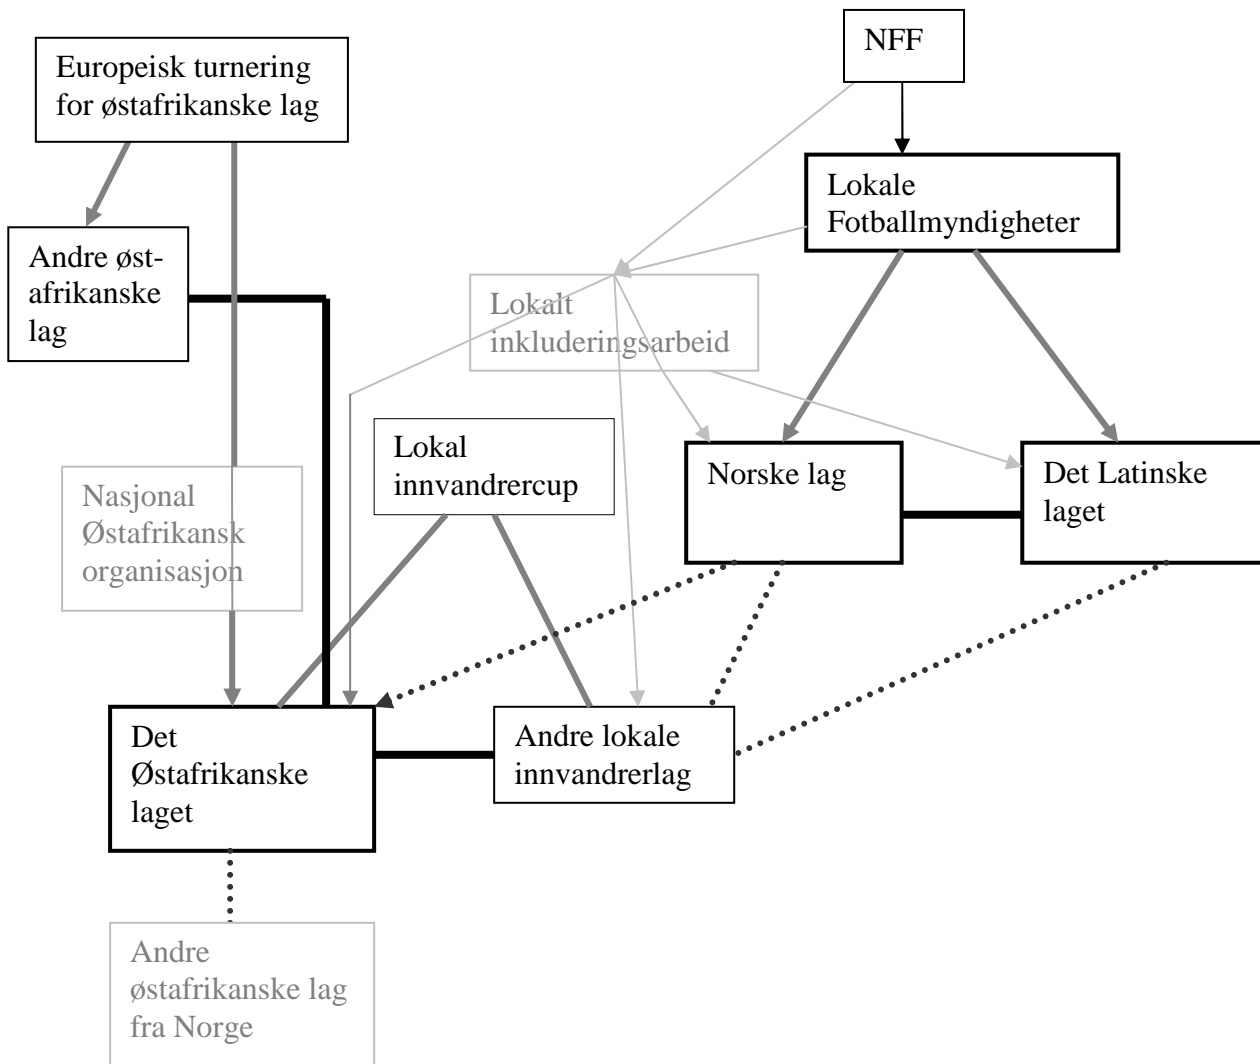 Europeisk turnering
for østafrikanske lag
NFF
Lokale
Fotballmyndigheter
Andre øst-
afrikanske
lag
Lokalt
inkluderingsarbeid
Lokal
innvandrercup
Norske lag
Det Latinske
laget
Nasjonal
Østafrikansk
organisasjon
Det
Østafrikanske
laget
Andre lokale
innvandrerlag
Andre
østafrikanske lag
fra Norge